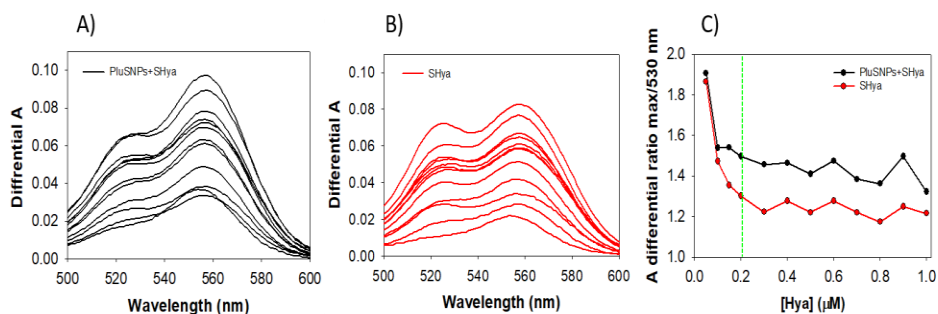 A)
Diffrential A
0.10
0.08
0.06
0.04
0.02
0.00
PluSNPs+SHya
500 520 540 560 580 600
Wavelength (nm)
B)
Differential A
0.10
0.08
0.06
0.04
0.02
0.00
SHya
500 520 540 560 580 600
Wavelength (nm)
C)
A differential ratio max/530 nm
2.0
1.8
1.6
1.4
1.2
1.0
PluSNPs+SHya
SHya
0.0 0.2 0.4 0.6 0.8 1.0
[Hya] (μM)